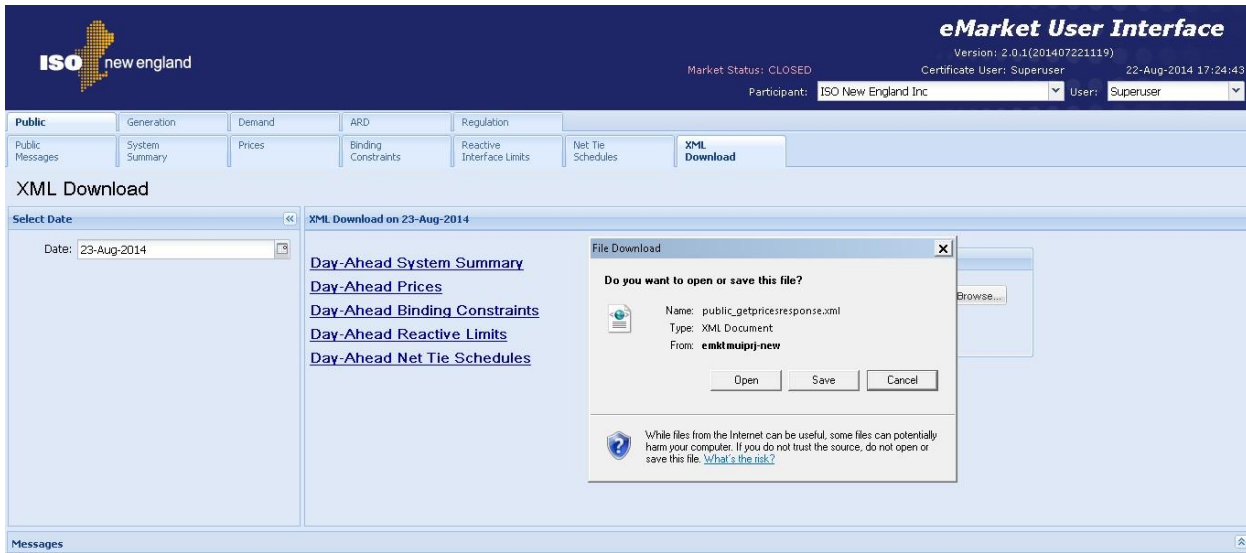 eMarket User Interface
ISO new england
Version: 2.0.1(201407221119)
Market Status: CLOSED Certificate User: Superuser 22-Aug-2014 17:24:43
Participant: ISO New England Inc User: Superuser
Public Generation Demand ARD Regulation
Public Messages System Summary Prices Binding Constraints Reactive Interface Limits Net Tie Schedules XML Download
XML Download
Select Date
Date: 23-Aug-2014
XML Download on 23-Aug-2014
Day-Ahead System Summary
Day-Ahead Prices
Day-Ahead Binding Constraints
Day-Ahead Reactive Limits
Day-Ahead Net Tie Schedules
File Download
Do you want to open or save this file?
Name: public_getpricesresponse.xml
Type: XML Document
From: emktmuiprj-new
Open Save Cancel
While files from the Internet can be useful, some files can potentially
harm your computer. If you do not trust the source, do not open or
save this file. What's the risk?
Browse...
Messages